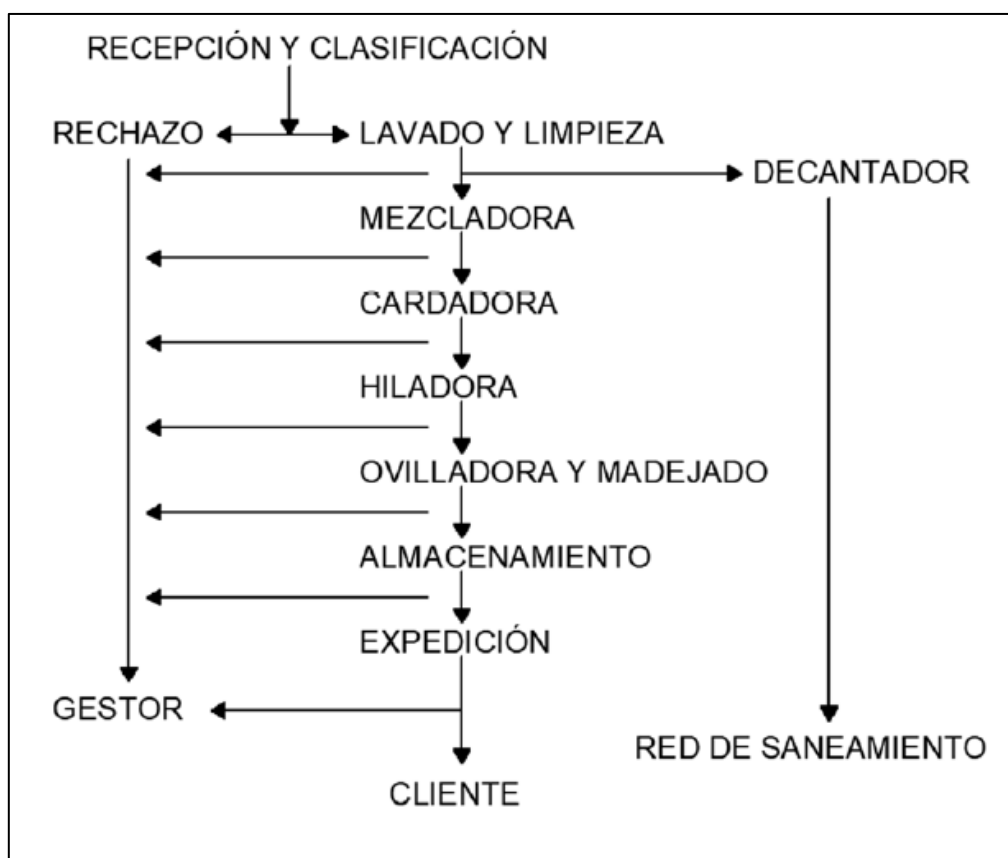 RECEPCIÓN Y CLASIFICACIÓN
RECHAZO
LAVADO Y LIMPIEZA
DECANTADOR
MEZCLADORA
CARDADORA
HILADORA
OVILLADORA Y MADEJADO
ALMACENAMIENTO
EXPEDICIÓN
GESTOR
RED DE SANEAMIENTO
CLIENTE